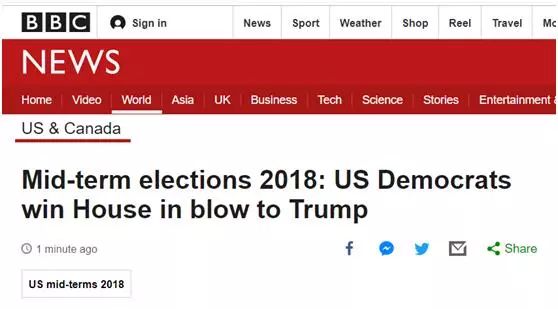 BBC Sign in News Sport Weather Shop Reel Travel
NEWS
Home Video World Asia UK Business Tech Science Stories Entertainment &
US & Canada
Mid-term elections 2018: US Democrats
win House in blow to Trump
1 minute ago Share
US mid-terms 2018